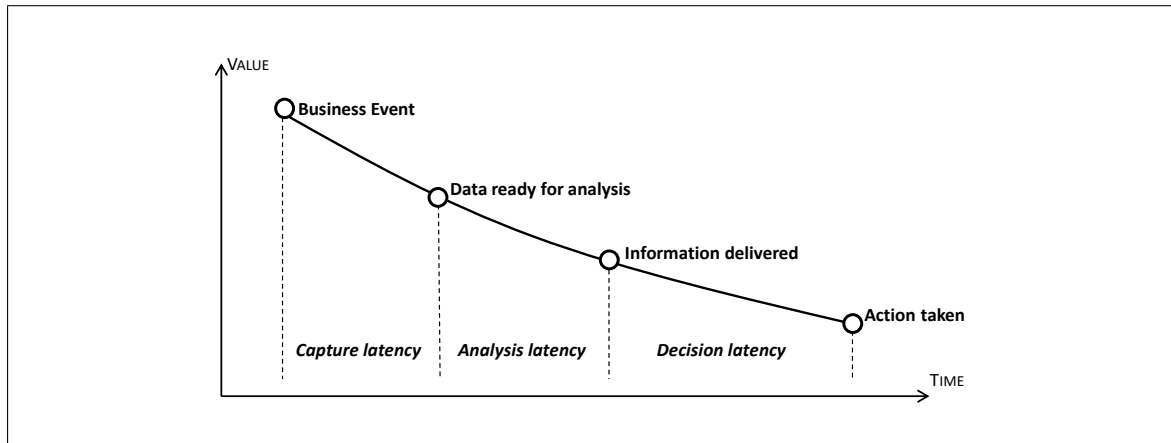 VALUE
Business Event
Data ready for analysis
Information delivered
Action taken
Capture latency Analysis latency Decision latency
TIME